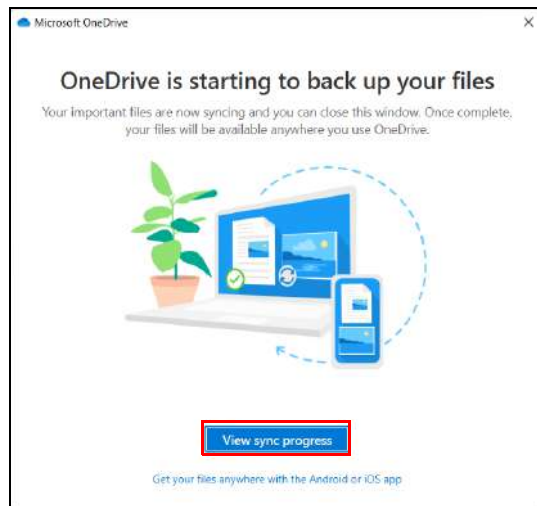 Microsoft OneDrive
OneDrive is starting to back up your files
Your important files are now syncing and you can close this window. Once complete,
your files will be available anywhere you use OneDrive.
View sync progress
Get your files anywhere with the Android or iOS app